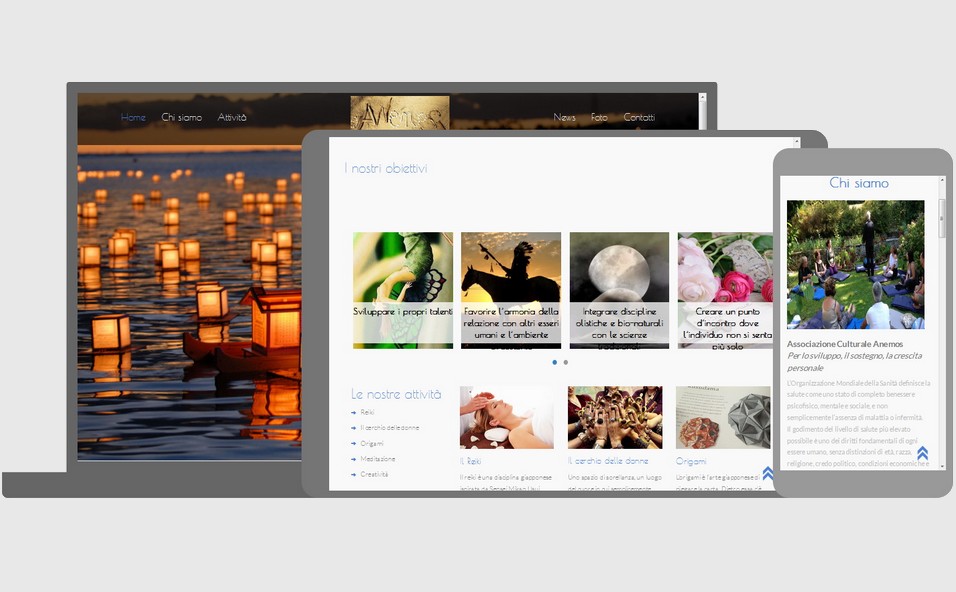 Home Chi siamo Attività
ANemos
News Foto Contatti
I nostri obiettivi
Sviluppare i propri talenti
Favorire l'armonia della
relazione con altri esseri
umani e l'ambiente
Integrare discipline
olistiche e bio-naturali
con le scienze
Creare un punto
d'incontro dove
l'individuo non si senta
più solo
Le nostre attività
Reiki
Il cerchio delle donne
Origami
Meditazione
Creatività
Il Reiki
Il reiki è una disciplina giapponese
Il cerchio delle donne
Uno spazio di sorellanza, un luogo
Origami
L'origami è l'arte giapponese di
Chi siamo
Associazione Culturale Anemos
Per lo sviluppo, il sostegno, la crescita
personale
L'Organizzazione Mondiale della Sanità definisce la
salute come uno stato di completo benessere
psicofisico, mentale e sociale, e non
semplicemente l'assenza di malattia o infermità.
Il godimento del livello di salute più elevato
possibile è uno dei diritti fondamentali di ogni
essere umano, senza distinzioni di età, razza,
religione, credo politico, condizioni economiche e